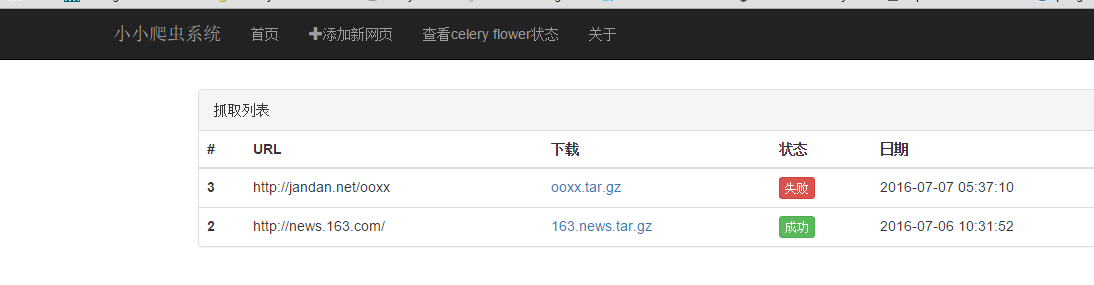 小小爬虫系统 首页 添加新网页 查看celery flower状态 关于
抓取列表
# URL 下载 状态 日期
3 http://jandan.net/ooxx ooxx.tar.gz 失败 2016-07-07 05:37:10
2 http://news.163.com/ 163.news.tar.gz 成功 2016-07-06 10:31:52